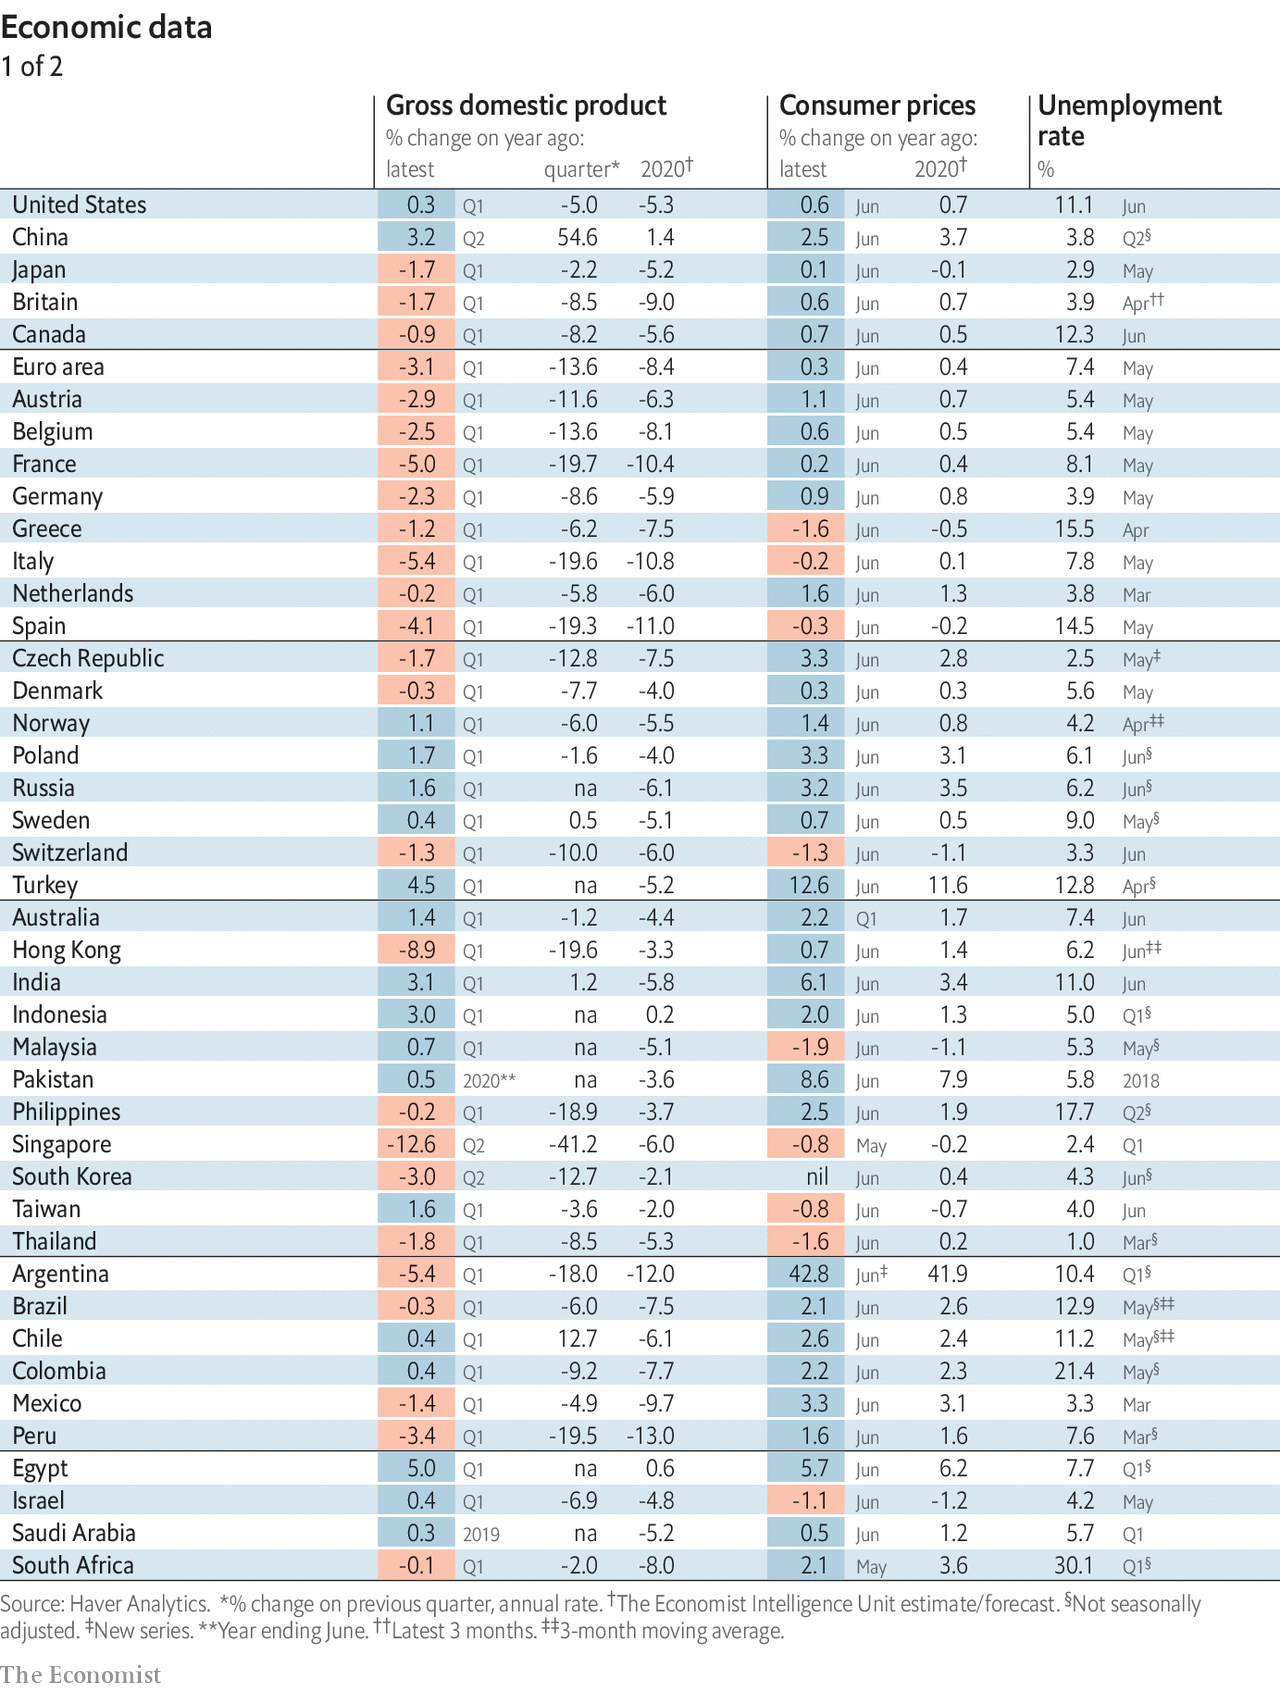 Economic data
1 of 2
Gross domestic product Consumer prices Unemployment
% change on year ago: % change on year ago: rate
latest quarter* 2020† latest 2020† %
United States 0.3 Q1 -5.0 -5.3 0.6 Jun 0.7 11.1 Jun
China 3.2 Q2 54.6 1.4 2.5 Jun 3.7 3.8 Q2§
Japan -1.7 Q1 -2.2 -5.2 0.1 Jun -0.1 2.9 May
Britain -1.7 Q1 -8.5 -9.0 0.6 Jun 0.7 3.9 Apr††
Canada -0.9 Q1 -8.2 -5.6 0.7 Jun 0.5 12.3 Jun
Euro area -3.1 Q1 -13.6 -8.4 0.3 Jun 0.4 7.4 May
Austria -2.9 Q1 -11.6 -6.3 1.1 Jun 0.7 5.4 May
Belgium -2.5 Q1 -13.6 -8.1 0.6 Jun 0.5 5.4 May
France -5.0 Q1 -19.7 -10.4 0.2 Jun 0.4 8.1 May
Germany -2.3 Q1 -8.6 -5.9 0.9 Jun 0.8 3.9 May
Greece -1.2 Q1 -6.2 -7.5 -1.6 Jun -0.5 15.5 Apr
Italy -5.4 Q1 -19.6 -10.8 -0.2 Jun 0.1 7.8 May
Netherlands -0.2 Q1 -5.8 -6.0 1.6 Jun 1.3 3.8 Mar
Spain -4.1 Q1 -19.3 -11.0 -0.3 Jun -0.2 14.5 May
Czech Republic -1.7 Q1 -12.8 -7.5 3.3 Jun 2.8 2.5 May‡
Denmark -0.3 Q1 -7.7 -4.0 0.3 Jun 0.3 5.6 May
Norway 1.1 Q1 -6.0 -5.5 1.4 Jun 0.8 4.2 Apr‡‡
Poland 1.7 Q1 -1.6 -4.0 3.3 Jun 3.1 6.1 Jun§
Russia 1.6 Q1 na -6.1 3.2 Jun 3.5 6.2 Jun§
Sweden 0.4 Q1 0.5 -5.1 0.7 Jun 0.5 9.0 May§
Switzerland -1.3 Q1 -10.0 -6.0 -1.3 Jun -1.1 3.3 Jun
Turkey 4.5 Q1 na -5.2 12.6 Jun 11.6 12.8 Apr§
Australia 1.4 Q1 -1.2 -4.4 2.2 Q1 1.7 7.4 Jun
Hong Kong -8.9 Q1 -19.6 -3.3 0.7 Jun 1.4 6.2 Jun‡‡
India 3.1 Q1 1.2 -5.8 6.1 Jun 3.4 11.0 Jun
Indonesia 3.0 Q1 na 0.2 2.0 Jun 1.3 5.0 Q1§
Malaysia 0.7 Q1 na -5.1 -1.9 Jun -1.1 5.3 May§
Pakistan 0.5 2020** na -3.6 8.6 Jun 7.9 5.8 2018
Philippines -0.2 Q1 -18.9 -3.7 2.5 Jun 1.9 17.7 Q2§
Singapore -12.6 Q2 -41.2 -6.0 -0.8 May -0.2 2.4 Q1
South Korea -3.0 Q2 -12.7 -2.1 nil Jun 0.4 4.3 Jun§
Taiwan 1.6 Q1 -3.6 -2.0 -0.8 Jun -0.7 4.0 Jun
Thailand -1.8 Q1 -8.5 -5.3 -1.6 Jun 0.2 1.0 Mar§
Argentina -5.4 Q1 -18.0 -12.0 42.8 Jun‡ 41.9 10.4 Q1§
Brazil -0.3 Q1 -6.0 -7.5 2.1 Jun 2.6 12.9 May§‡‡
Chile 0.4 Q1 12.7 -6.1 2.6 Jun 2.4 11.2 May§‡‡
Colombia 0.4 Q1 -9.2 -7.7 2.2 Jun 2.3 21.4 May§
Mexico -1.4 Q1 -4.9 -9.7 3.3 Jun 3.1 3.3 Mar
Peru -3.4 Q1 -19.5 -13.0 1.6 Jun 1.6 7.6 Mar§
Egypt 5.0 Q1 na 0.6 5.7 Jun 6.2 7.7 Q1§
Israel 0.4 Q1 -6.9 -4.8 -1.1 Jun -1.2 4.2 May
Saudi Arabia 0.3 2019 na -5.2 0.5 Jun 1.2 5.7 Q1
South Africa -0.1 Q1 -2.0 -8.0 2.1 May 3.6 30.1 Q1§
Source: Haver Analytics. *% change on previous quarter, annual rate. †The Economist Intelligence Unit estimate/forecast. §Not seasonally
adjusted. ‡New series. **Year ending June. ††Latest 3 months. ‡‡3-month moving average.
The Economist